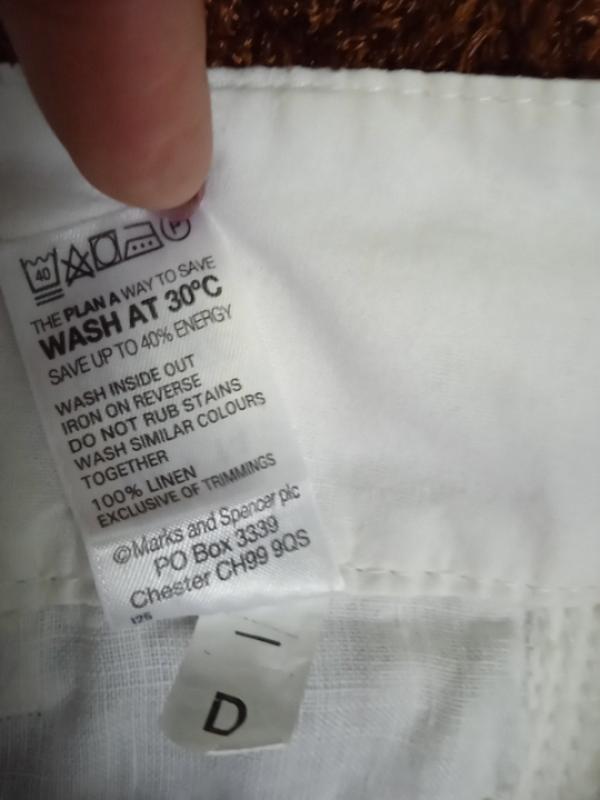 40
P
THE PLAN A WAY TO SAVE
WASH AT 30°C
SAVE UP TO 40% ENERGY
WASH INSIDE OUT
IRON ON REVERSE
DO NOT RUB STAINS
WASH SIMILAR COLOURS
TOGETHER
100% LINEN
EXCLUSIVE OF TRIMMINGS
©Marks and Spencer plc
PO Box 3339
Chester CH99 9QS
D